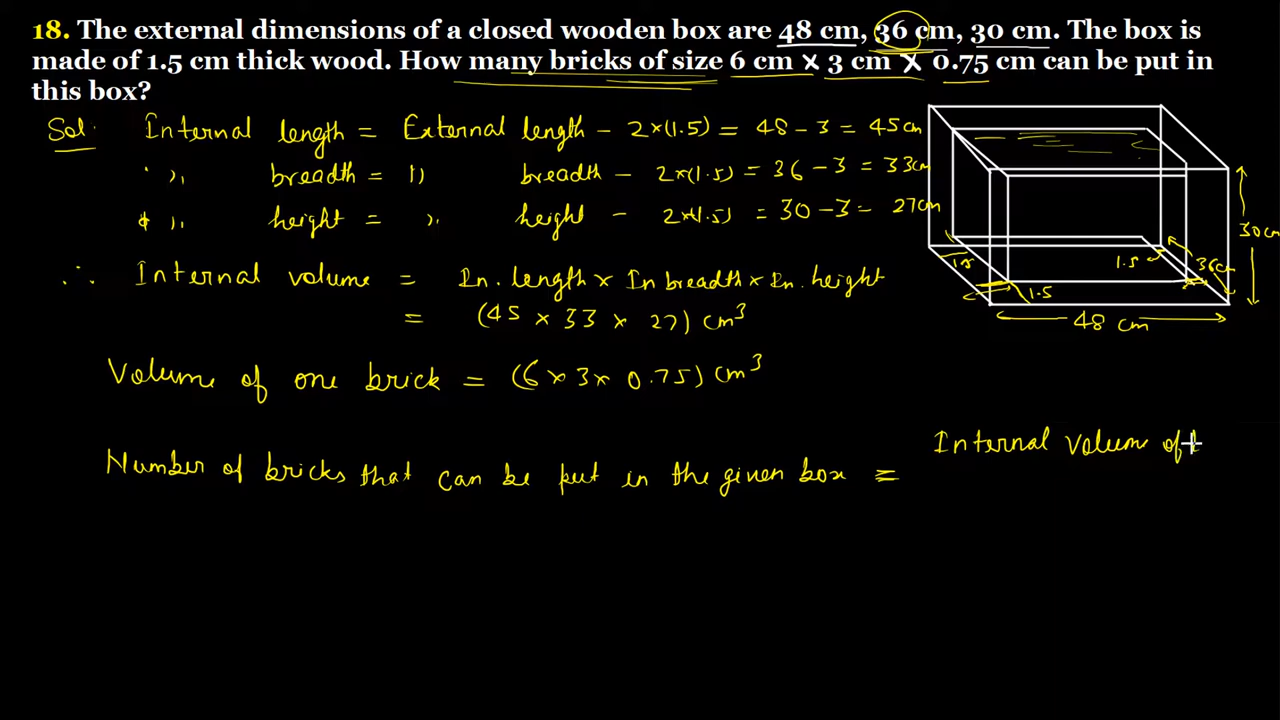 18. The external dimensions of a closed wooden box are 48 cm, 36 cm, 30 cm. The box is
made of 1.5 cm thick wood. How many bricks of size 6 cm × 3 cm × 0.75 cm can be put in
this box?
Sol: Internal length = External length - 2×(1.5) = 48 - 3 = 45cm
,, breadth = ,, breadth - 2×(1.5) = 36 - 3 = 33cm
& ,, height = ,, height - 2×(1.5) = 30 - 3 = 27cm
30cm
1.5 1.5 36cm
1.5
48 cm
∴ Internal volume = In. length × In breadth × In. height
= (45 × 33 × 27) cm³
Volume of one brick = (6 × 3 × 0.75) cm³
Internal volume of
Number of bricks that can be put in the given box =